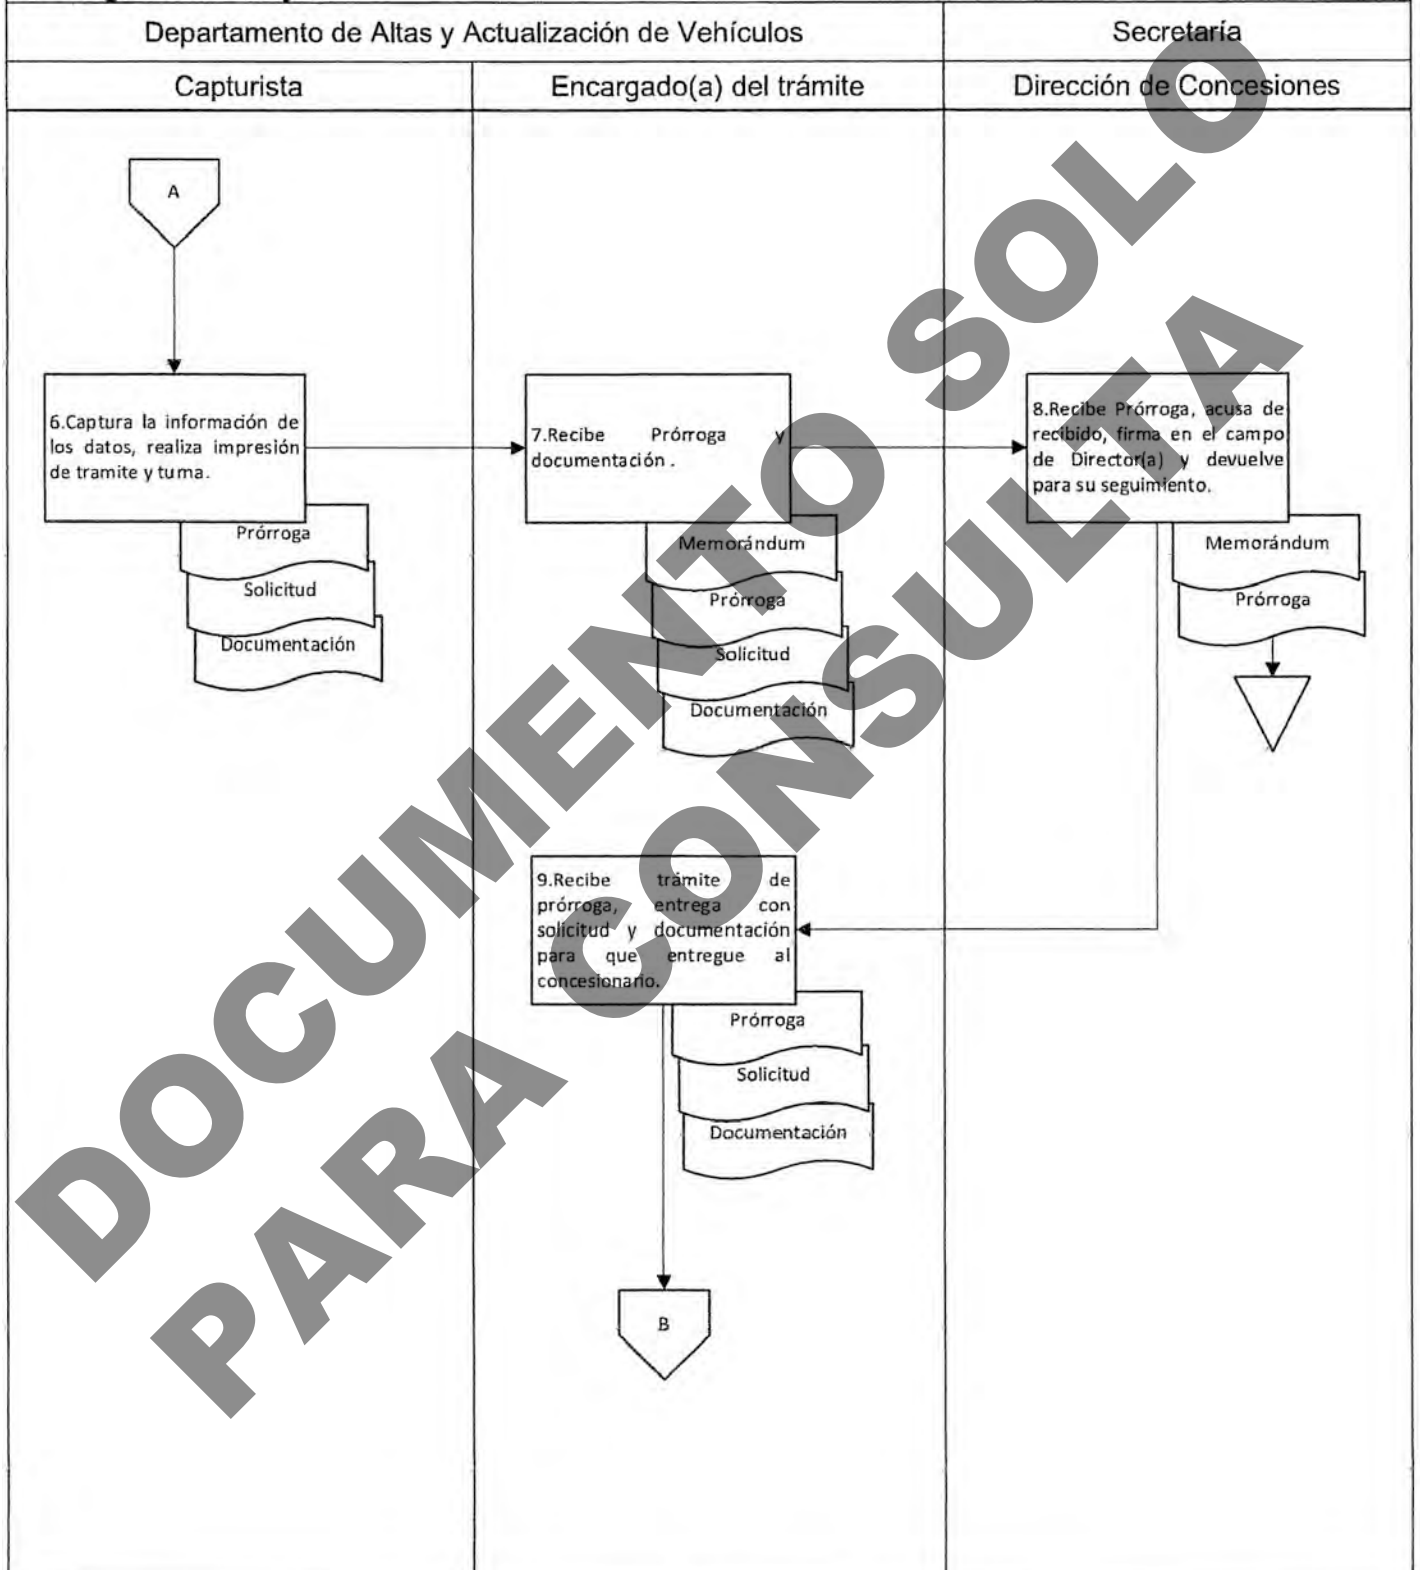 Departamento de Altas y Actualización de Vehículos
Secretaría
Capturista
Encargado(a) del trámite
Dirección de Concesiones
A
6.Captura la información de
los datos, realiza impresión
de tramite y turna.
Prórroga
Solicitud
Documentación
7.Recibe Prórroga y
documentación .
Memorándum
Prórroga
Solicitud
Documentación
8.Recibe Prórroga, acusa de
recibido, firma en el campo
de Director(a) y devuelve
para su seguimiento.
Memorándum
Prórroga
9.Recibe trámite de
prórroga, entrega con
solicitud y documentación
para que entregue al
concesionario.
Prórroga
Solicitud
Documentación
B
DOCUMENTO SOLO
PARA CONSULTA